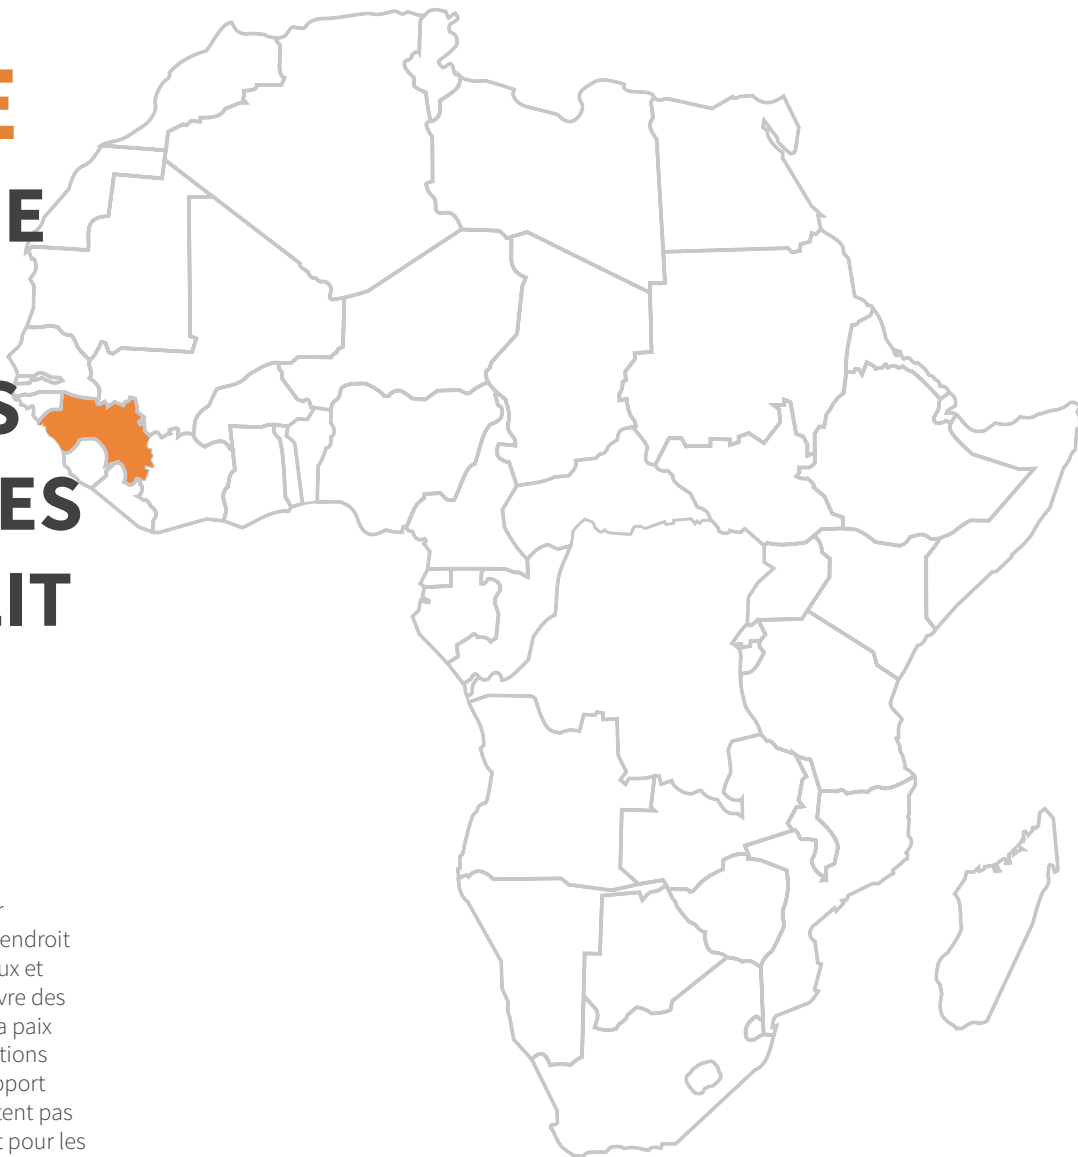 E
E
S
ES
LIT
r
endroit
ux et
vre des
a paix
tions
pport
tent pas
t pour les